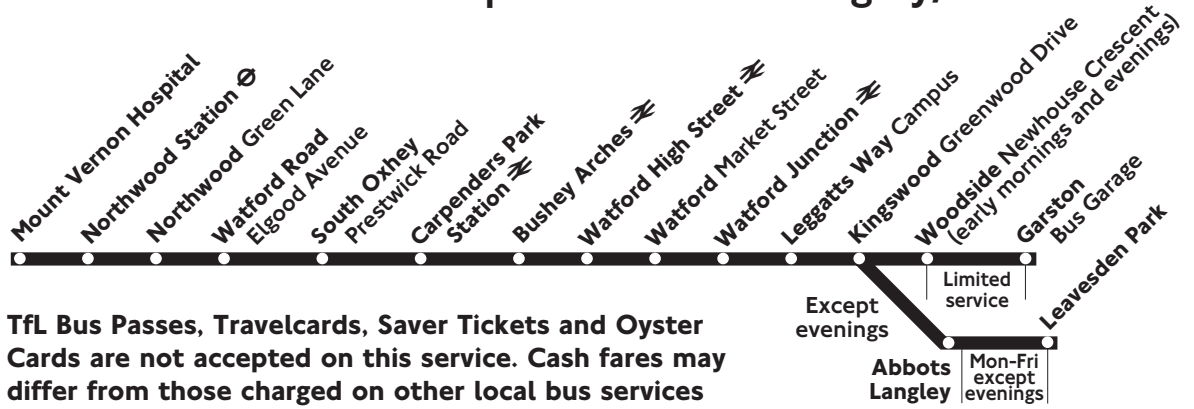 Mount Vernon Hospital
Northwood Station
Northwood Green Lane
Watford Road
Elgood Avenue
South Oxhey
Prestwick Road
Carpenders Park
Station
Bushey Arches
Watford High Street
Watford Market Street
Watford Junction
Leggatts Way Campus
Kingswood Greenwood Drive
Woodside Newhouse Crescent
(early mornings and evenings)
Garston
Bus Garage
Leavesden Park
Limited
service
Except
evenings
Abbots
Langley
Mon-Fri
except
evenings
TfL Bus Passes, Travelcards, Saver Tickets and Oyster
Cards are not accepted on this service. Cash fares may
differ from those charged on other local bus services